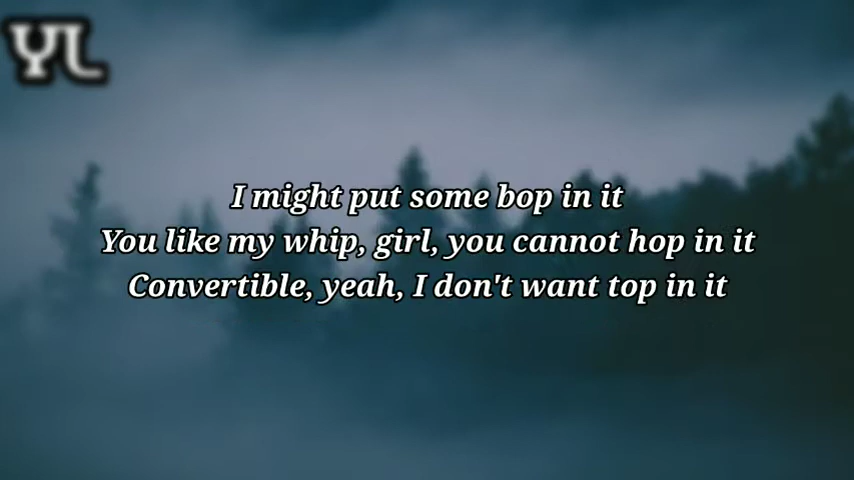 YL
I might put some bop in it
You like my whip, girl, you cannot hop in it
Convertible, yeah, I don't want top in it